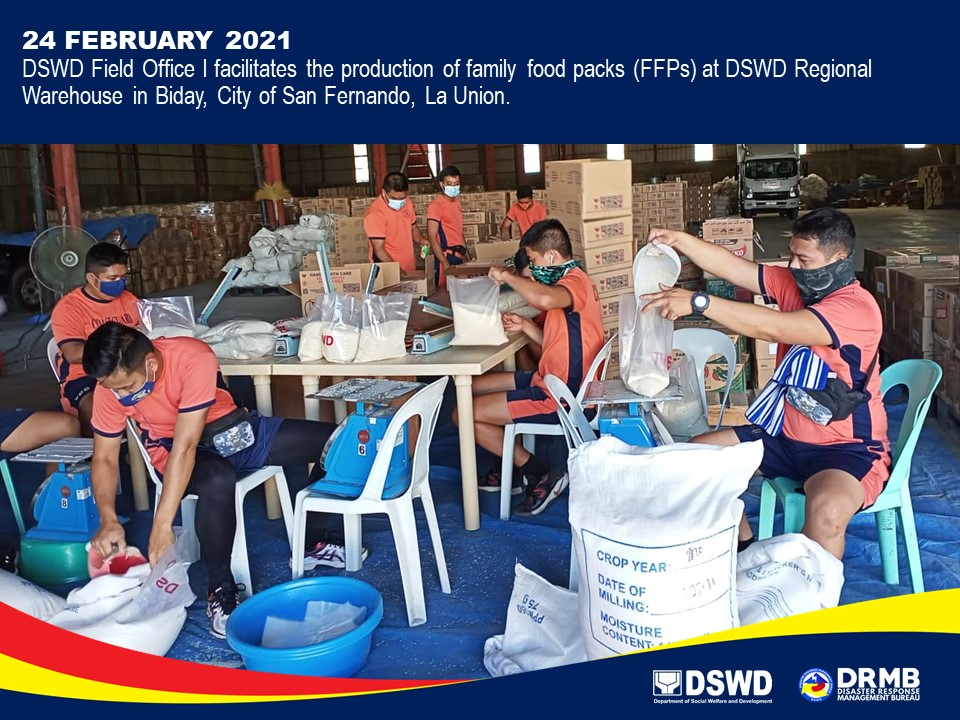 24 FEBRUARY 2021
DSWD Field Office I facilitates the production of family food packs (FFPs) at DSWD Regional
Warehouse in Biday, City of San Fernando, La Union.
CROP YEAR:
DATE OF
MILLING:
MOISTURE
CONTENT:
75g
6
DSWD
Department of Social Welfare and Development
DRMB
DISASTER RESPONSE
MANAGEMENT BUREAU